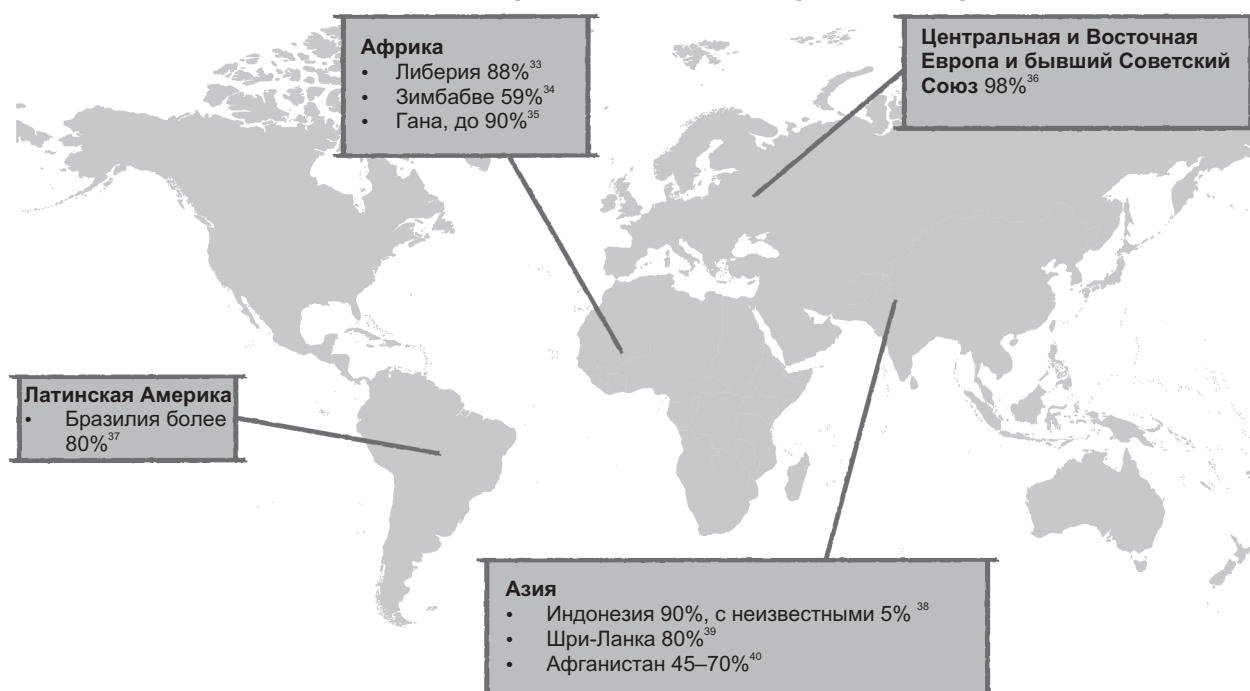 Африка
• Либерия 88%³³
• Зимбабве 59%³⁴
• Гана, до 90%³⁵
Центральная и Восточная
Европа и бывший Советский
Союз 98%³⁶
Латинская Америка
• Бразилия более
80%³⁷
Азия
• Индонезия 90%, с неизвестными 5% ³⁸
• Шри-Ланка 80%³⁹
• Афганистан 45–70%⁴⁰